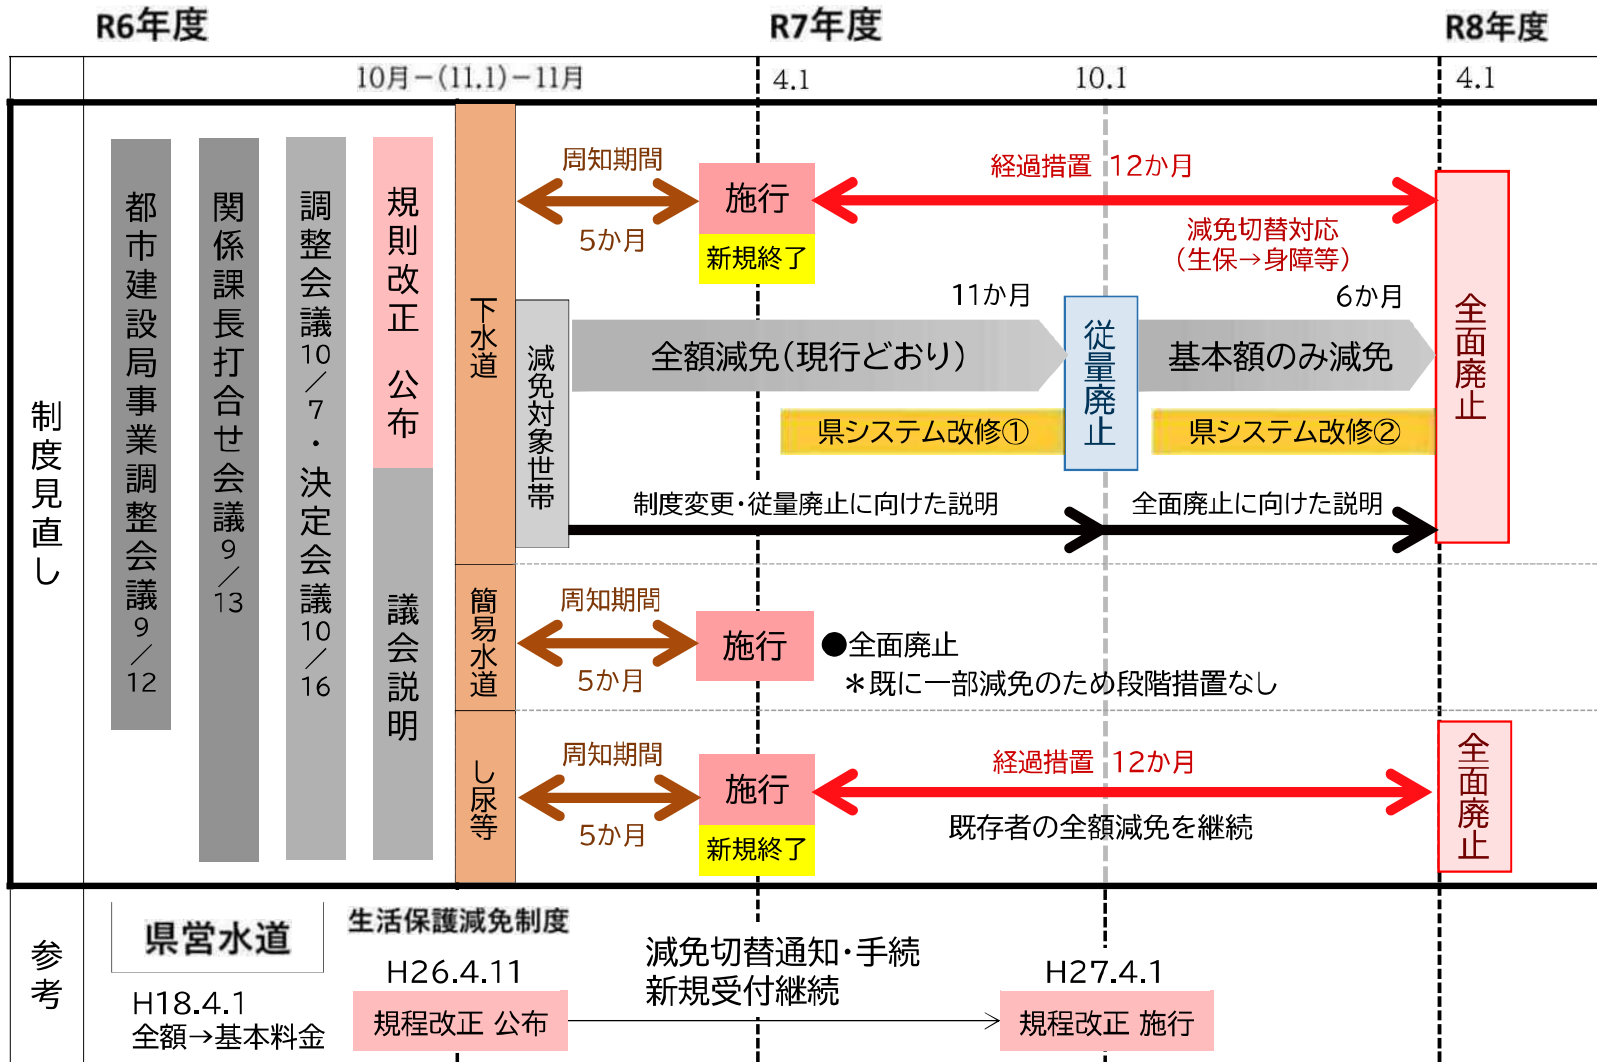 R6年度
R7年度
R8年度
10月－(11.1)－11月
4.1
10.1
4.1
制度見直し
都市建設局事業調整会議9／12
関係課長打合せ会議9／13
調整会議10／7・決定会議10／16
規則改正 公布
議会説明
下水道
周知期間
5か月
施行
新規終了
経過措置 12か月
減免切替対応
（生保→身障等）
減免対象世帯
11か月
全額減免（現行どおり）
従量廃止
6か月
基本額のみ減免
全面廃止
県システム改修①
県システム改修②
制度変更・従量廃止に向けた説明
全面廃止に向けた説明
簡易水道
周知期間
5か月
施行
●全面廃止
＊既に一部減免のため段階措置なし
し尿等
周知期間
5か月
施行
新規終了
経過措置 12か月
既存者の全額減免を継続
全面廃止
参考
県営水道
H18.4.1
全額→基本料金
生活保護減免制度
H26.4.11
規程改正 公布
減免切替通知・手続
新規受付継続
H27.4.1
規程改正 施行